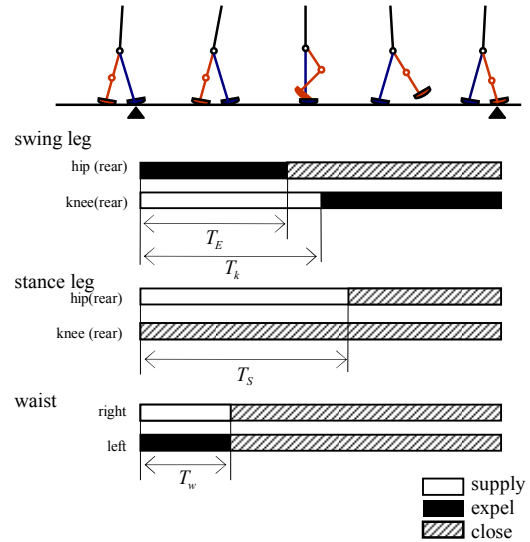 swing leg
hip (rear)
knee(rear)
T_E
T_k
stance leg
hip(rear)
knee (rear)
T_S
waist
right
left
T_w
supply
expel
close